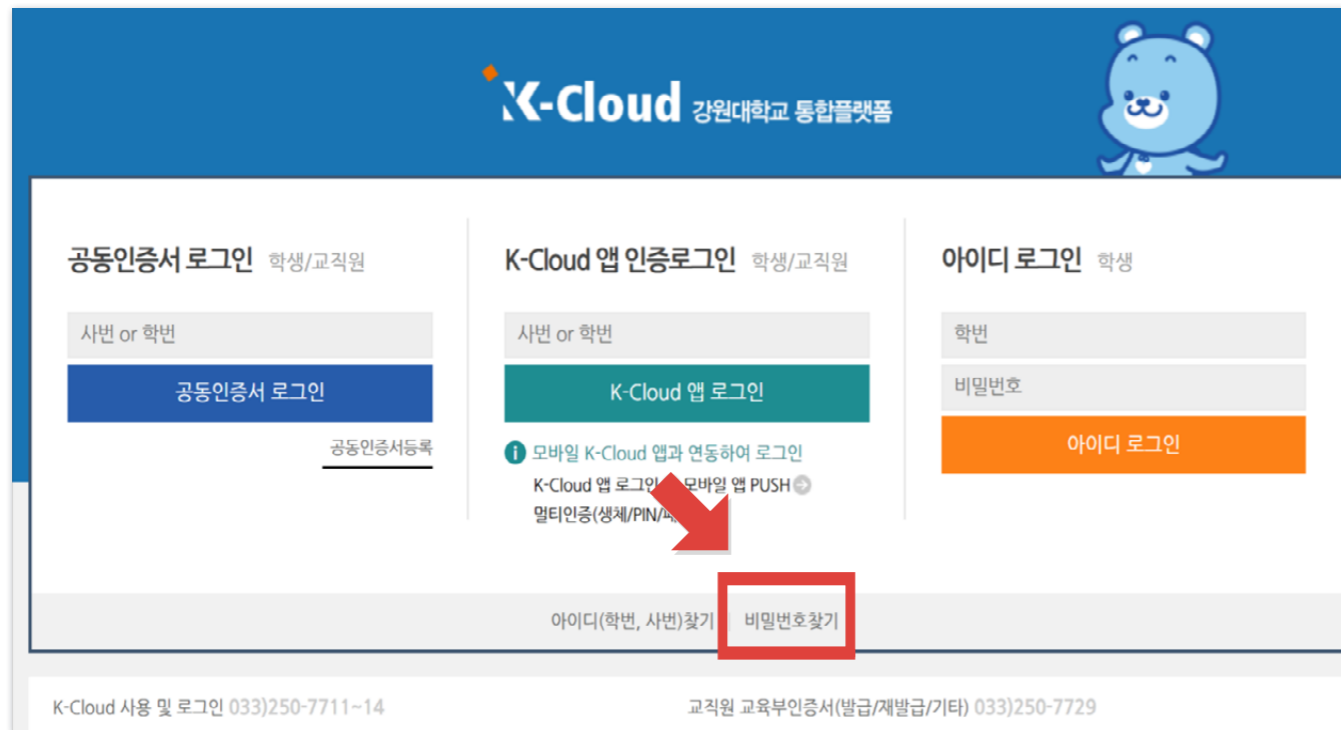 K-Cloud 강원대학교 통합플랫폼
공동인증서 로그인 학생/교직원
사번 or 학번
공동인증서 로그인
공동인증서등록
K-Cloud 앱 인증로그인 학생/교직원
사번 or 학번
K-Cloud 앱 로그인
모바일 K-Cloud 앱과 연동하여 로그인
K-Cloud 앱 로그인 모바일 앱 PUSH
멀티인증(생체/PIN/
아이디 로그인 학생
학번
비밀번호
아이디 로그인
아이디(학번, 사번)찾기
비밀번호찾기
K-Cloud 사용 및 로그인 033)250-7711~14
교직원 교육부인증서(발급/재발급/기타) 033)250-7729